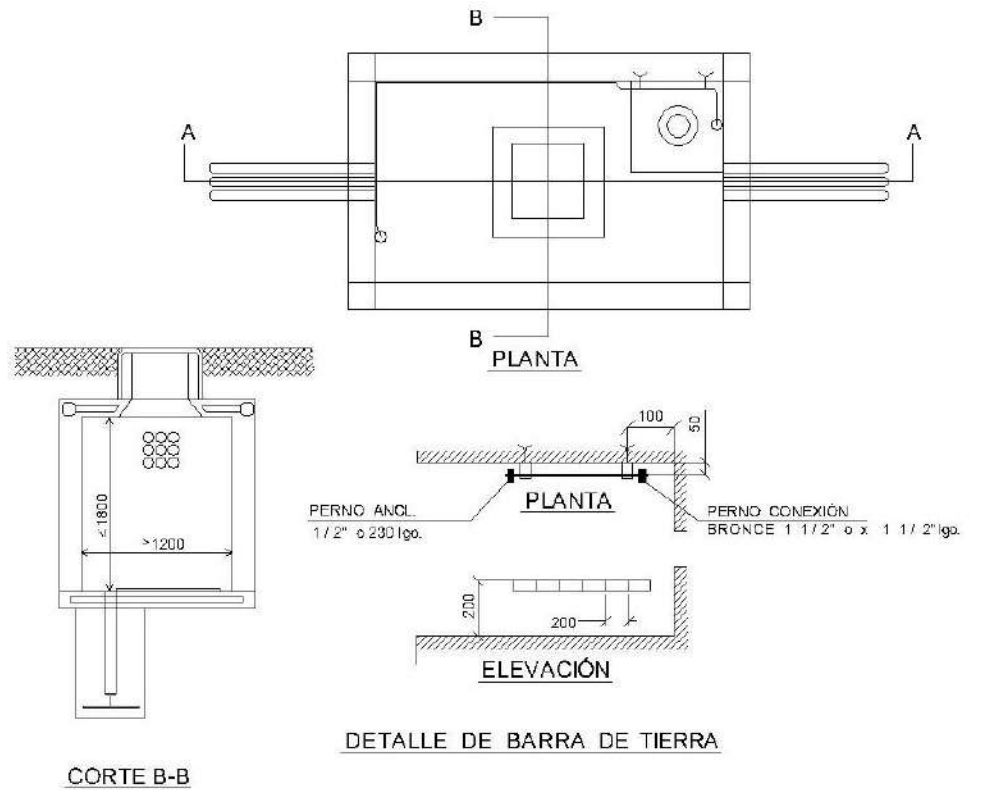 B
A
A
B
PLANTA
100
50
PERNO ANCL.
1/2" o 230 lgo.
PLANTA
PERNO CONEXIÓN
BRONCE 1 1/2" o x 1 1/2" lgo.
≤1800
>1200
200
200
ELEVACIÓN
DETALLE DE BARRA DE TIERRA
CORTE B-B